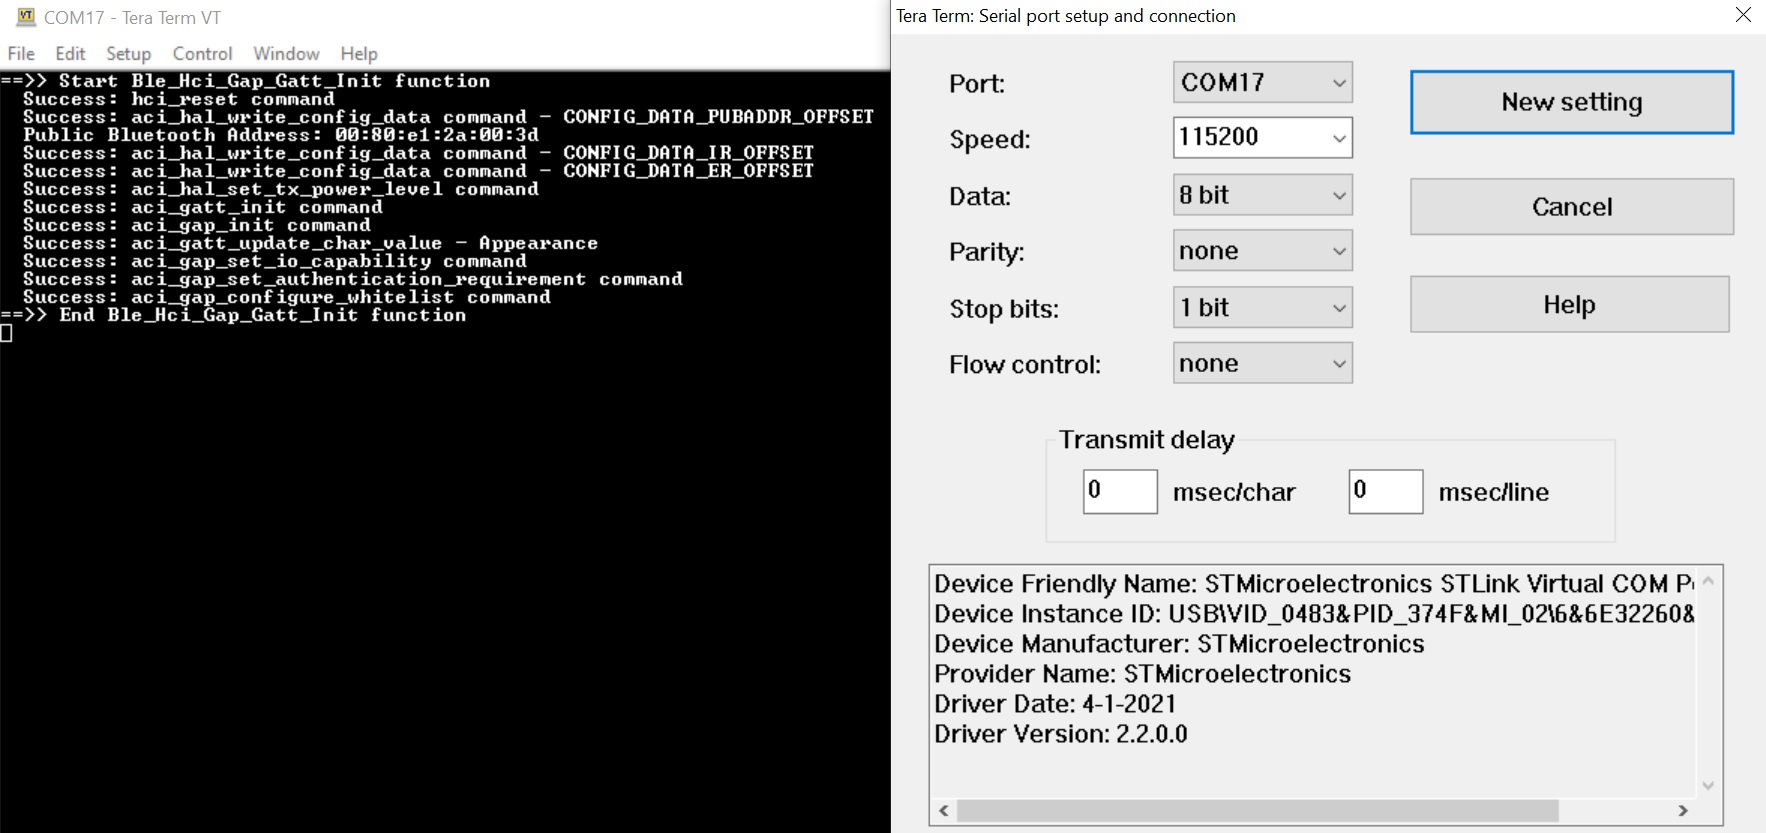 COM17 - Tera Term VT
File Edit Setup Control Window Help
==>> Start Ble_Hci_Gap_Gatt_Init function
Success: hci_reset command
Success: aci_hal_write_config_data command - CONFIG_DATA_PUBADDR_OFFSET
Public Bluetooth Address: 00:80:e1:2a:00:3d
Success: aci_hal_write_config_data command - CONFIG_DATA_IR_OFFSET
Success: aci_hal_write_config_data command - CONFIG_DATA_ER_OFFSET
Success: aci_hal_set_tx_power_level command
Success: aci_gatt_init command
Success: aci_gap_init command
Success: aci_gatt_update_char_value - Appearance
Success: aci_gap_set_io_capability command
Success: aci_gap_set_authentication_requirement command
Success: aci_gap_configure_whitelist command
==>> End Ble_Hci_Gap_Gatt_Init function
Tera Term: Serial port setup and connection
Port: COM17
New setting
Speed: 115200
Data: 8 bit
Cancel
Parity: none
Stop bits: 1 bit
Help
Flow control: none
Transmit delay
0 msec/char 0 msec/line
Device Friendly Name: STMicroelectronics STLink Virtual COM P
Device Instance ID: USB\VID_0483&PID_374F&MI_02\6&6E32260&
Device Manufacturer: STMicroelectronics
Provider Name: STMicroelectronics
Driver Date: 4-1-2021
Driver Version: 2.2.0.0